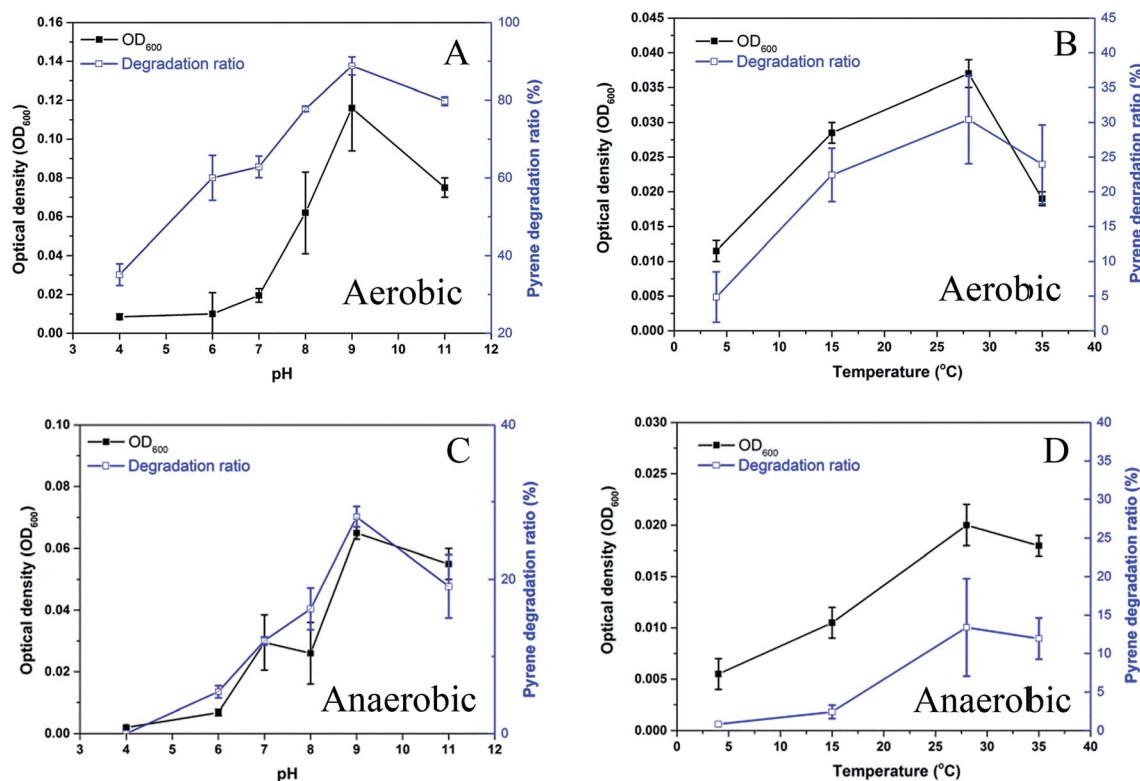 A
OD600
Degradation ratio
Optical density (OD600)
0.16
0.14
0.12
0.10
0.08
0.06
0.04
0.02
0.00
100
80
60
40
20
Pyrene degradation ratio (%)
Aerobic
3 4 5 6 7 8 9 10 11 12
pH
B
OD600
Degradation ratio
Optical density (OD600)
0.045
0.040
0.035
0.030
0.025
0.020
0.015
0.010
0.005
0.000
45
40
35
30
25
20
15
10
5
0
Pyrene degradation ratio (%)
Aerobic
0 5 10 15 20 25 30 35 40
Temperature (oC)
C
OD600
Degradation ratio
Optical density (OD600)
0.10
0.08
0.06
0.04
0.02
0.00
40
20
0
Pyrene degradation ratio (%)
Anaerobic
3 4 5 6 7 8 9 10 11 12
pH
D
OD600
Degradation ratio
Optical density (OD600)
0.030
0.025
0.020
0.015
0.010
0.005
0.000
40
35
30
25
20
15
10
5
0
Pyrene degradation ratio (%)
Anaerobic
0 5 10 15 20 25 30 35 40
Temperature (oC)